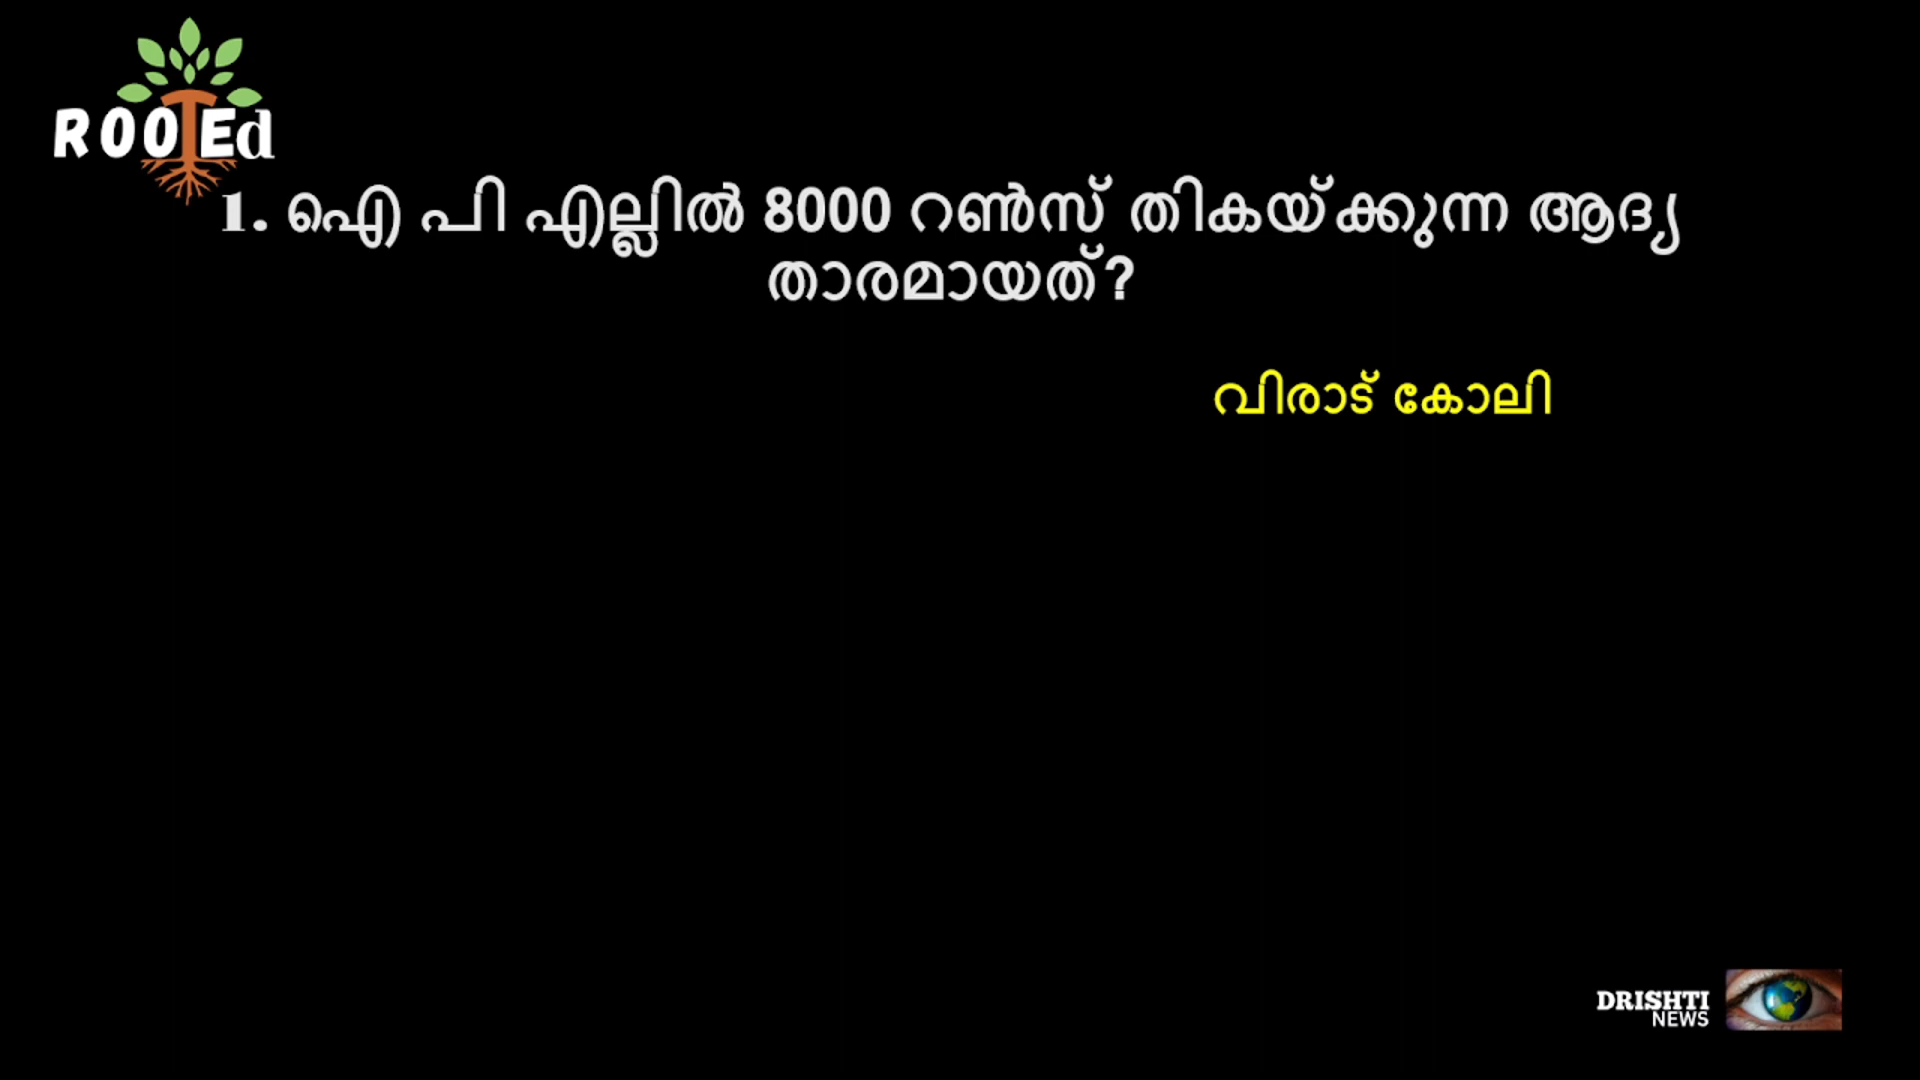 ROOTEd
1. ഐ പി എല്ലിൽ 8000 റൺസ് തികയ്ക്കുന്ന ആദ്യ
താരമായത്?
വിരാട് കോലി
DRISHTI
NEWS